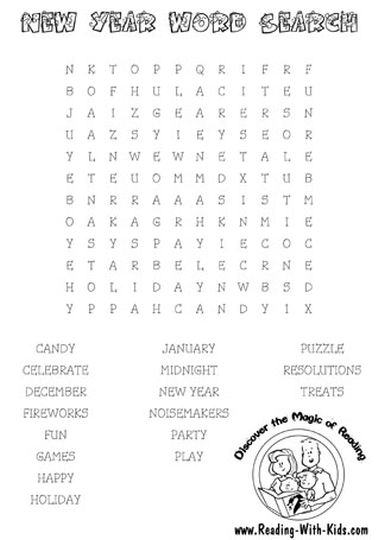 NEW YEAR WORD SEARCH
N K T O P P Q R I F R F
B O F H U L A C I T E U
J A I Z G E A R E R S N
U A Z S Y I E Y S E O R
Y L N W E W N E T A L E
E T E U O M M D X T U B
B N R R A A A S I S T M
O A K A G R H K N M I E
Y S Y S P A Y I E C O C
E T A R B E L E C R N E
H O L I D A Y N W B S D
Y P P A H C A N D Y I X
CANDY JANUARY PUZZLE
CELEBRATE MIDNIGHT RESOLUTIONS
DECEMBER NEW YEAR TREATS
FIREWORKS NOISEMAKERS
FUN PARTY
GAMES PLAY
HAPPY
HOLIDAY
Discover the Magic of Reading
www.Reading-With-Kids.com